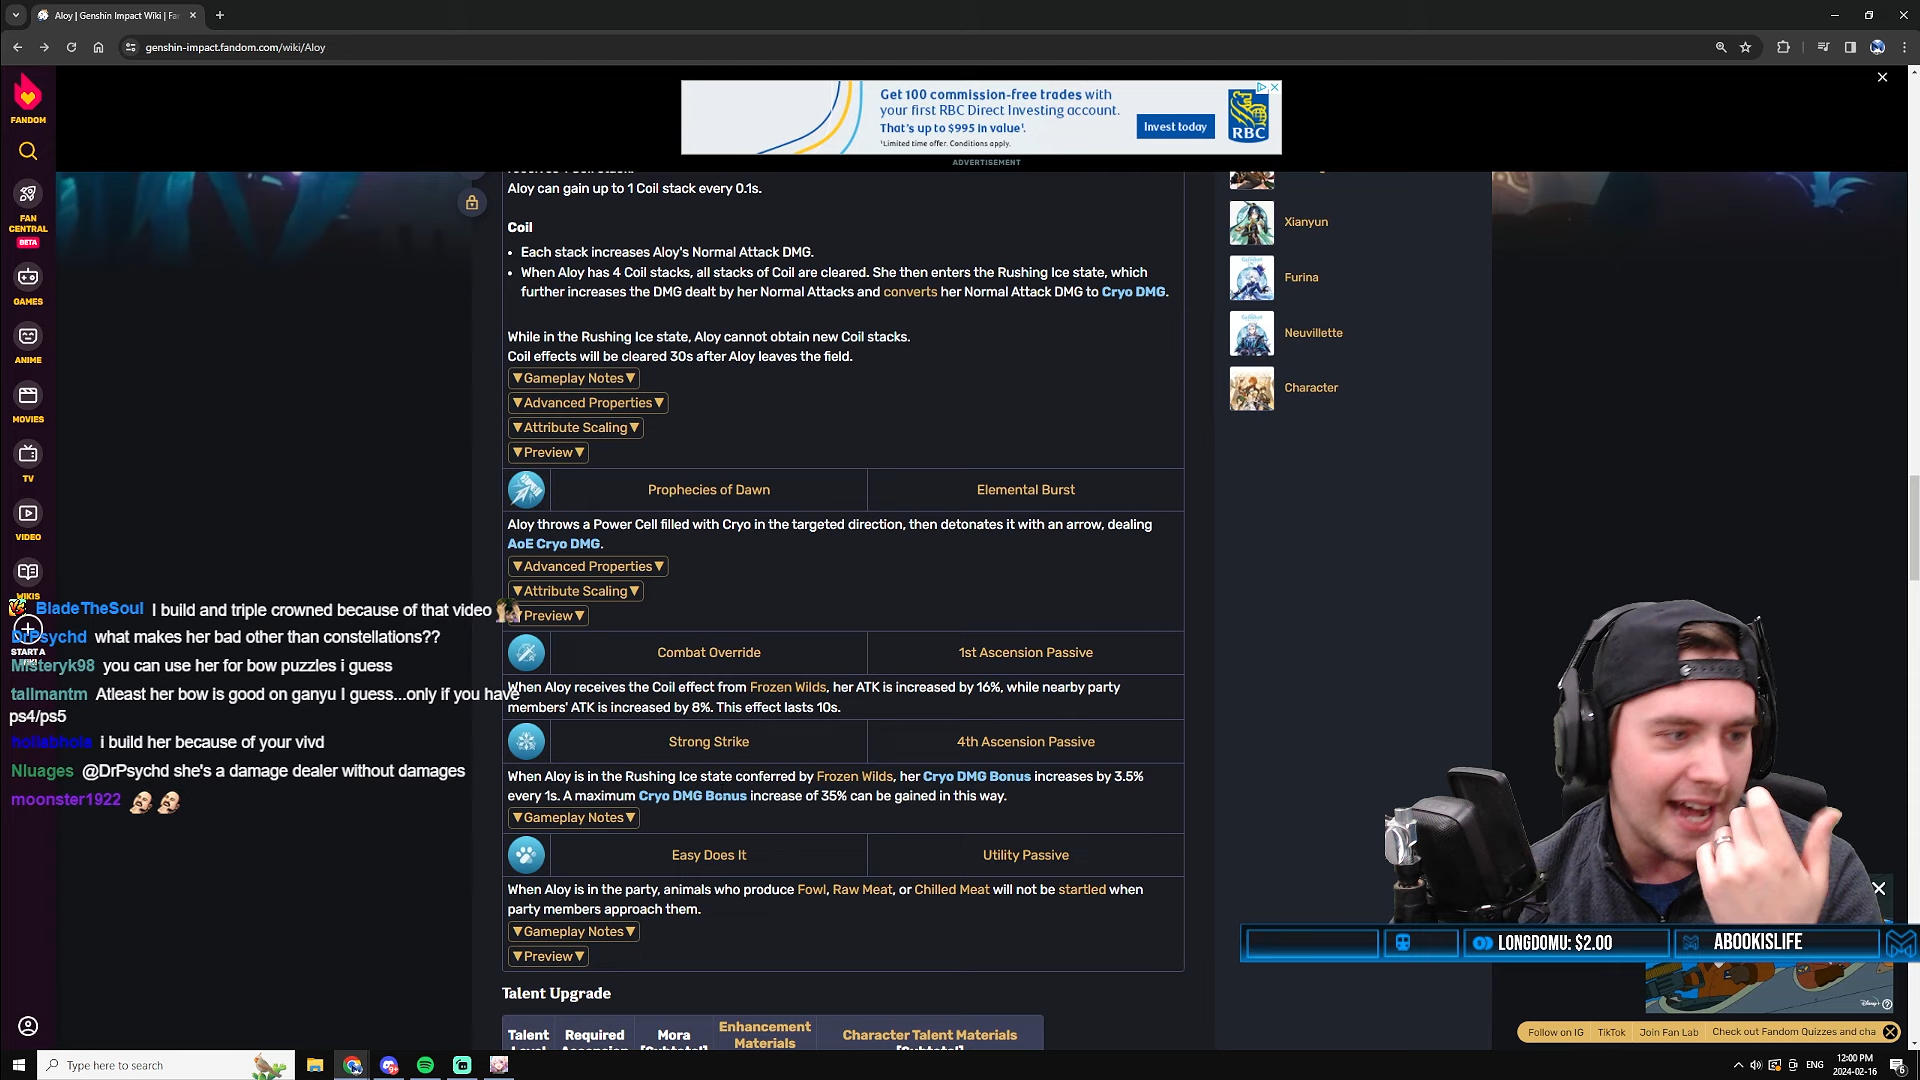 Aloy | Genshin Impact Wiki | Fa
genshin-impact.fandom.com/wiki/Aloy
FANDOM
FAN
CENTRAL
BETA
GAMES
ANIME
MOVIES
TV
VIDEO
WIKIS
START A
Get 100 commission-free trades with
your first RBC Direct Investing account.
That's up to $995 in value¹.
¹Limited time offer. Conditions apply.
Invest today
RBC
ADVERTISEMENT
Aloy can gain up to 1 Coil stack every 0.1s.
Coil
• Each stack increases Aloy's Normal Attack DMG.
• When Aloy has 4 Coil stacks, all stacks of Coil are cleared. She then enters the Rushing Ice state, which
further increases the DMG dealt by her Normal Attacks and converts her Normal Attack DMG to Cryo DMG.
While in the Rushing Ice state, Aloy cannot obtain new Coil stacks.
Coil effects will be cleared 30s after Aloy leaves the field.
▼Gameplay Notes▼
▼Advanced Properties▼
▼Attribute Scaling▼
▼Preview▼
Prophecies of Dawn Elemental Burst
Aloy throws a Power Cell filled with Cryo in the targeted direction, then detonates it with an arrow, dealing
AoE Cryo DMG.
▼Advanced Properties▼
▼Attribute Scaling▼
▼Preview▼
Combat Override 1st Ascension Passive
When Aloy receives the Coil effect from Frozen Wilds, her ATK is increased by 16%, while nearby party
members' ATK is increased by 8%. This effect lasts 10s.
Strong Strike 4th Ascension Passive
When Aloy is in the Rushing Ice state conferred by Frozen Wilds, her Cryo DMG Bonus increases by 3.5%
every 1s. A maximum Cryo DMG Bonus increase of 35% can be gained in this way.
▼Gameplay Notes▼
Easy Does It Utility Passive
When Aloy is in the party, animals who produce Fowl, Raw Meat, or Chilled Meat will not be startled when
party members approach them.
▼Gameplay Notes▼
▼Preview▼
Talent Upgrade
Talent Required Mora Enhancement Materials Character Talent Materials
Xianyun
Furina
Neuvillette
Character
BladeTheSoul I build and triple crowned because of that video
DrPsychd what makes her bad other than constellations??
Misteryk98 you can use her for bow puzzles i guess
tallmantm Atleast her bow is good on ganyu I guess...only if you have
ps4/ps5
i build her because of your vivd
Nluages @DrPsychd she's a damage dealer without damages
moonster1922
LONGDOMU: $2.00
ABOOKISLIFE
Disney+
Follow on IG TikTok Join Fan Lab Check out Fandom Quizzes and cha
Type here to search
ENG
12:00 PM
2024-02-16